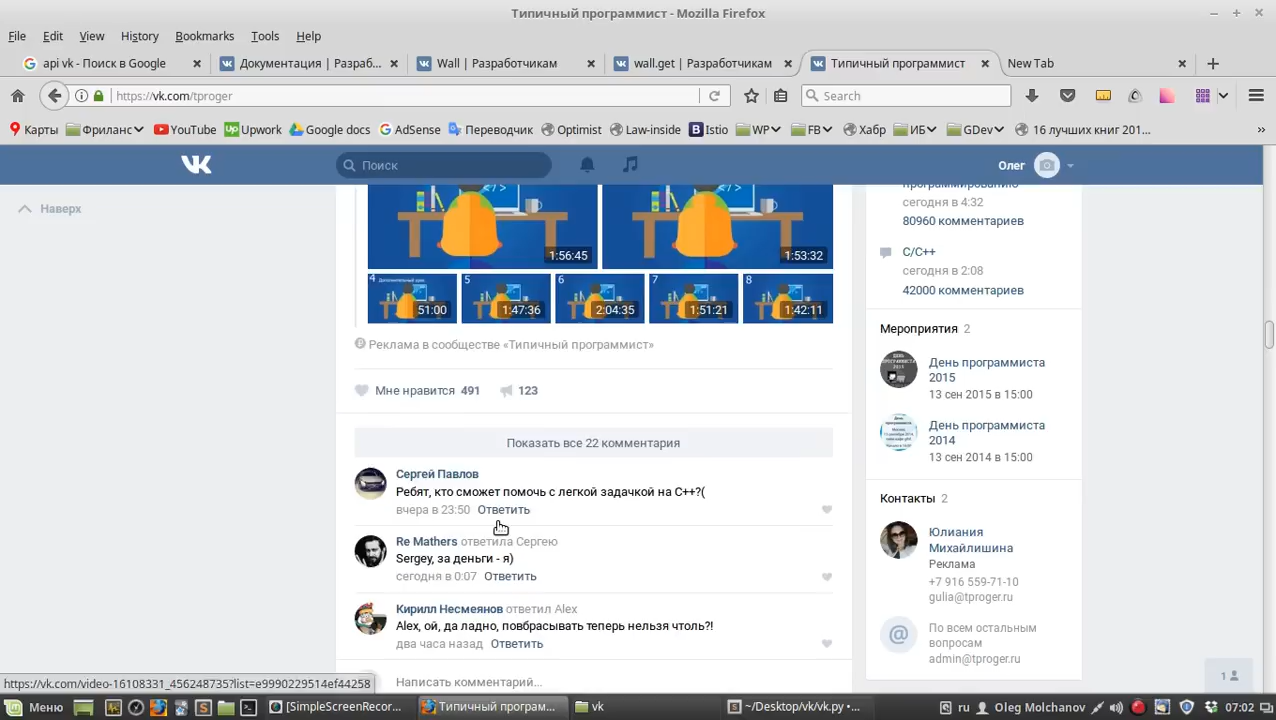 Типичный программист - Mozilla Firefox
File Edit View History Bookmarks Tools Help
api vk - Поиск в Google
Документация | Разраб...
Wall | Разработчикам
wall.get | Разработчикам
Типичный программист
New Tab
https://vk.com/tproger
Search
Карты Фриланс YouTube Upwork Google docs AdSense Переводчик Optimist Law-inside Istio WP FB Хабр ИБ GDev 16 лучших книг 201...
Поиск
Олег
Наверх
1:56:45
1:53:32
4 Дополнительный урок
51:00
5
1:47:36
6
2:04:35
7
1:51:21
8
1:42:11
Реклама в сообществе «Типичный программист»
Мне нравится 491 123
Показать все 22 комментария
Сергей Павлов
Ребят, кто сможет помочь с легкой задачкой на С++?(
вчера в 23:50 Ответить
Re Mathers ответила Сергею
Sergey, за деньги - я)
сегодня в 0:07 Ответить
Кирилл Несмеянов ответил Alex
Alex, ой, да ладно, повбрасывать теперь нельзя чтоль?!
два часа назад Ответить
Написать комментарий...
программированию
сегодня в 4:32
80960 комментариев
C/C++
сегодня в 2:08
42000 комментариев
Мероприятия 2
День программиста
2015
13 сен 2015 в 15:00
День программиста
2014
13 сен 2014 в 15:00
Контакты 2
Юлиания
Михайлишина
Реклама
+7 916 559-71-10
gulia@tproger.ru
По всем остальным
вопросам
admin@tproger.ru
1
https://vk.com/video-16108331_456248735?list=e9990229514ef44258
Меню
[SimpleScreenRecor...
Типичный програм...
vk
~/Desktop/vk/vk.py •...
ru Oleg Molchanov 07:02